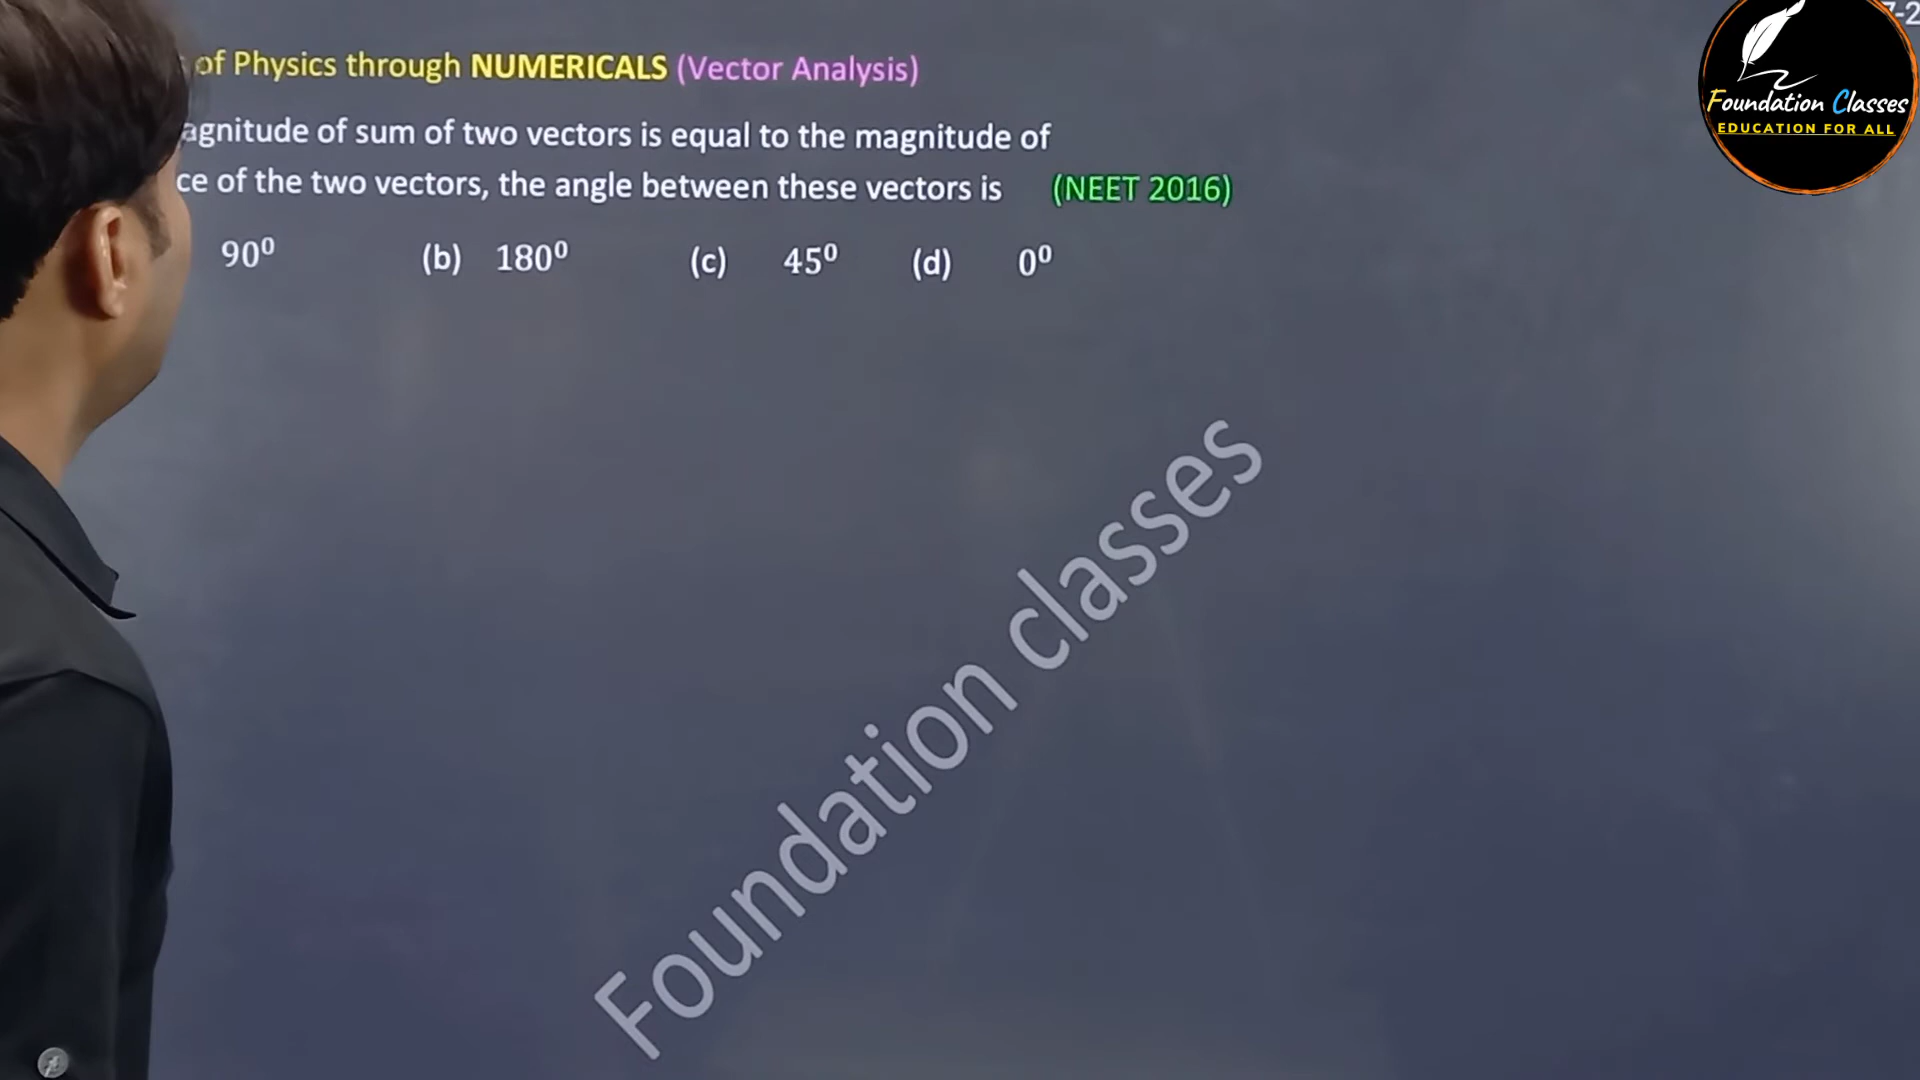 of Physics through NUMERICALS (Vector Analysis)
agnitude of sum of two vectors is equal to the magnitude of
ce of the two vectors, the angle between these vectors is (NEET 2016)
90⁰ (b) 180⁰ (c) 45⁰ (d) 0⁰
Foundation Classes
EDUCATION FOR ALL
Foundation classes